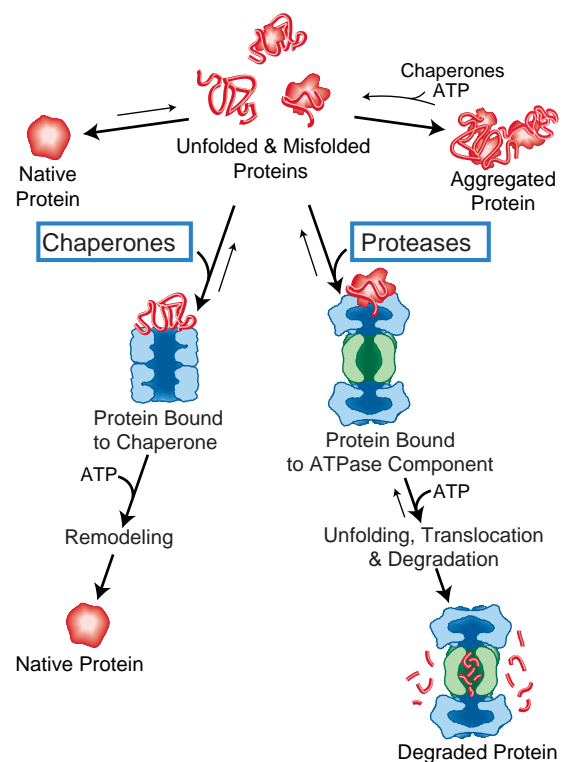 Chaperones
ATP
Unfolded & Misfolded
Proteins
Native
Protein
Aggregated
Protein
Chaperones
Proteases
Protein Bound
to Chaperone
Protein Bound
to ATPase Component
ATP
ATP
Remodeling
Unfolding, Translocation
& Degradation
Native Protein
Degraded Protein